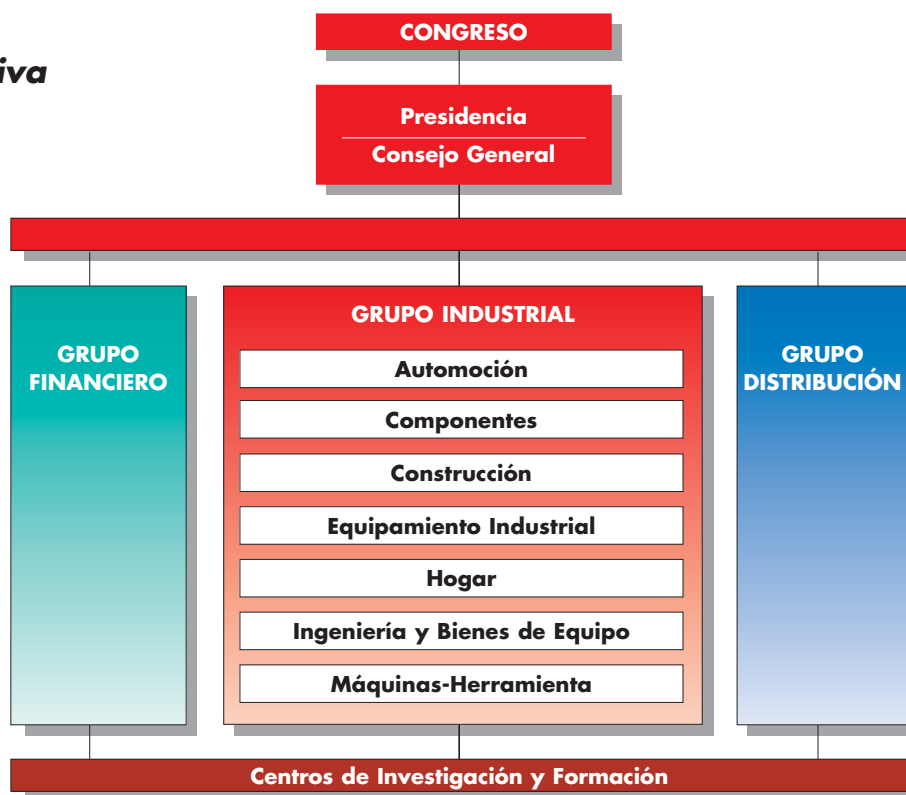 CONGRESO
Presidencia
Consejo General
GRUPO
FINANCIERO
GRUPO INDUSTRIAL
Automoción
Componentes
Construcción
Equipamiento Industrial
Hogar
Ingeniería y Bienes de Equipo
Máquinas-Herramienta
GRUPO
DISTRIBUCIÓN
Centros de Investigación y Formación